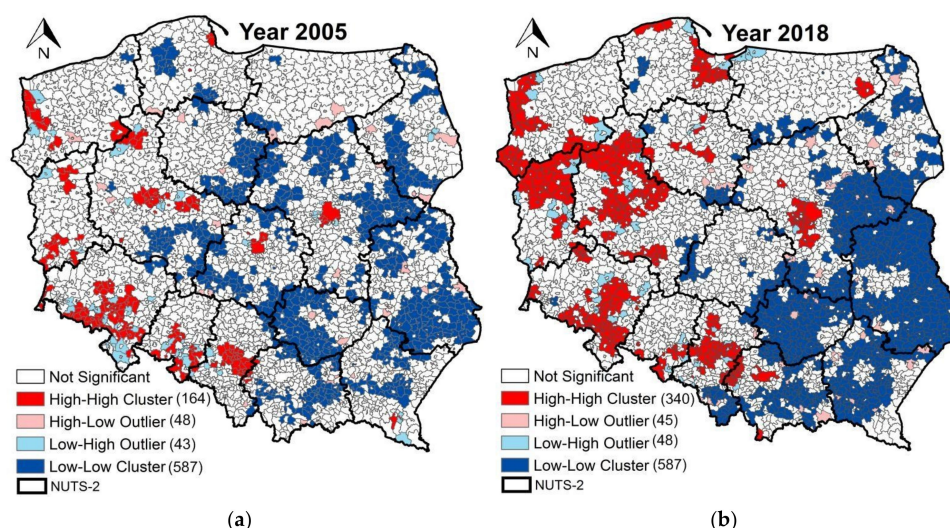 N
Year 2005
Not Significant
High-High Cluster (164)
High-Low Outlier (48)
Low-High Outlier (43)
Low-Low Cluster (587)
NUTS-2
(a)
N
Year 2018
Not Significant
High-High Cluster (340)
High-Low Outlier (45)
Low-High Outlier (48)
Low-Low Cluster (587)
NUTS-2
(b)